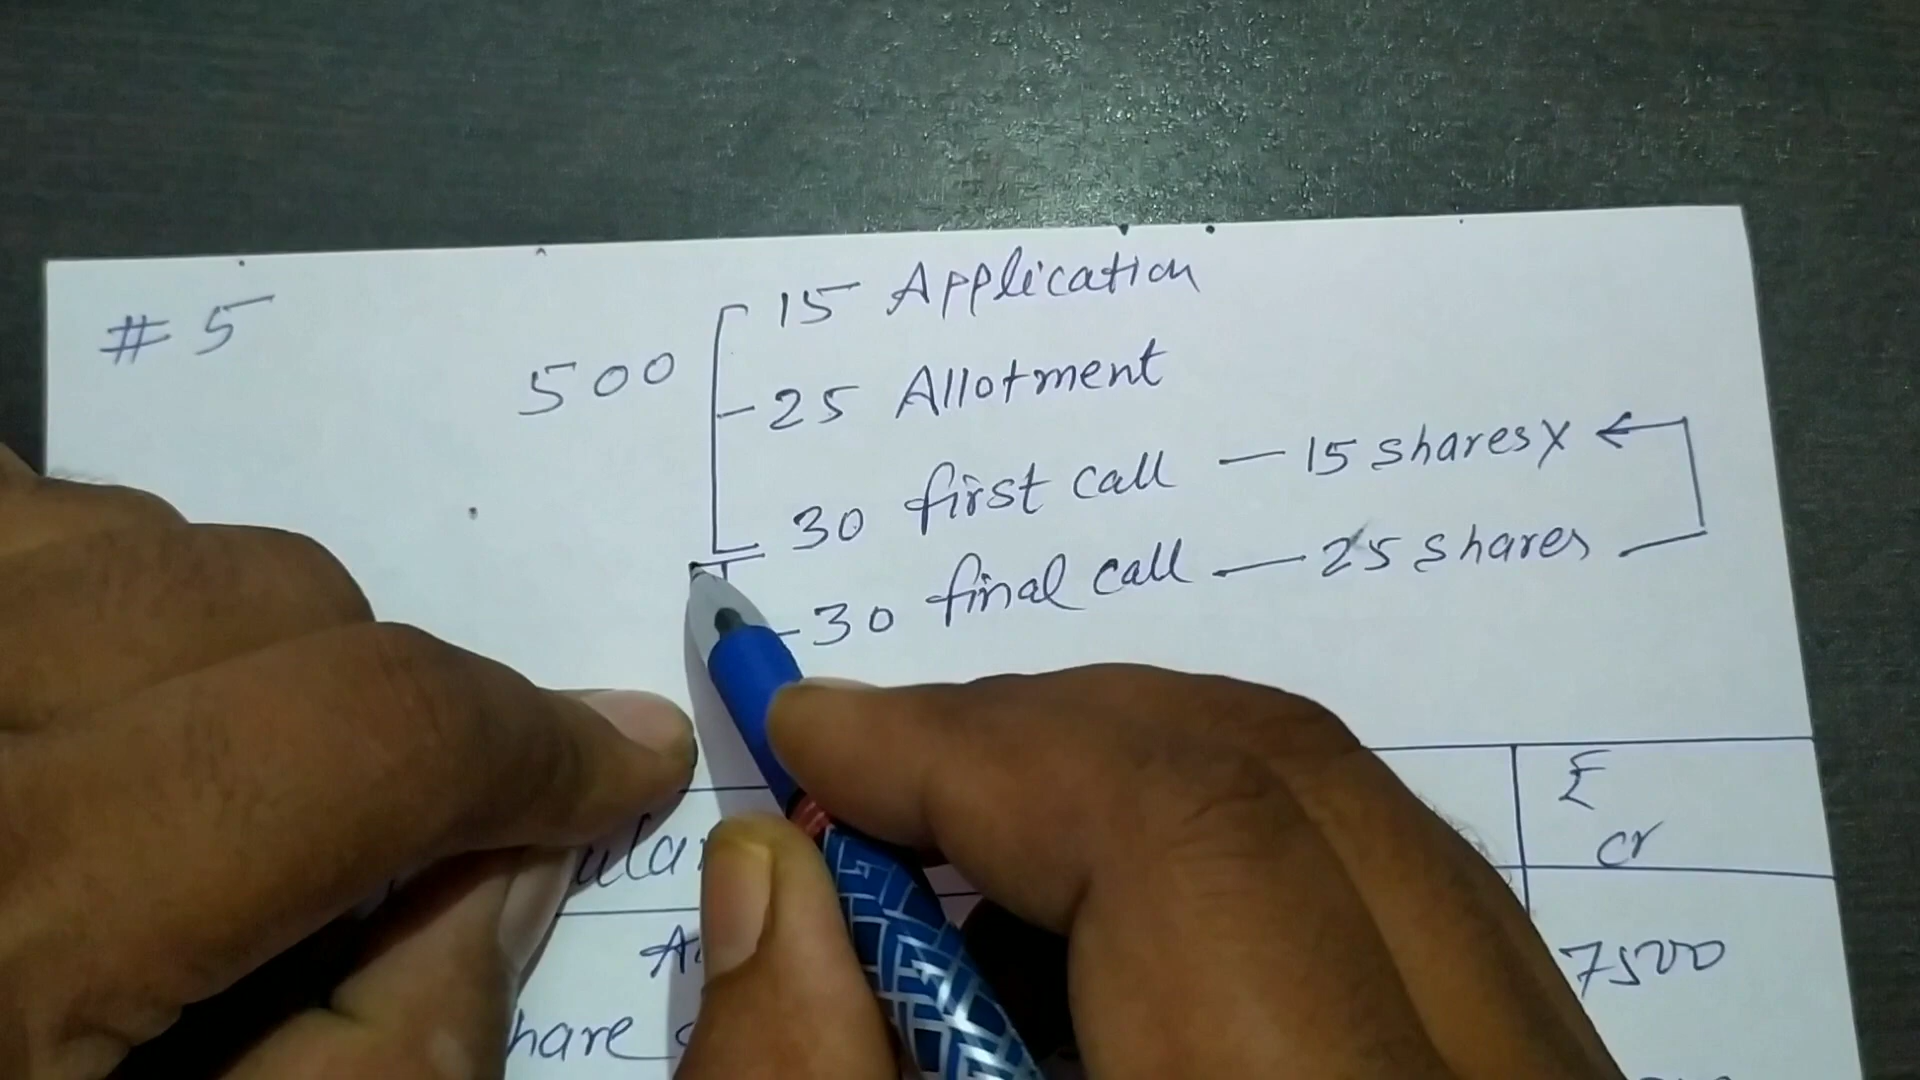 # 5
500
15 Application
25 Allotment
30 first call — 15 shares X
30 final call — 25 shares
£
cr
7500